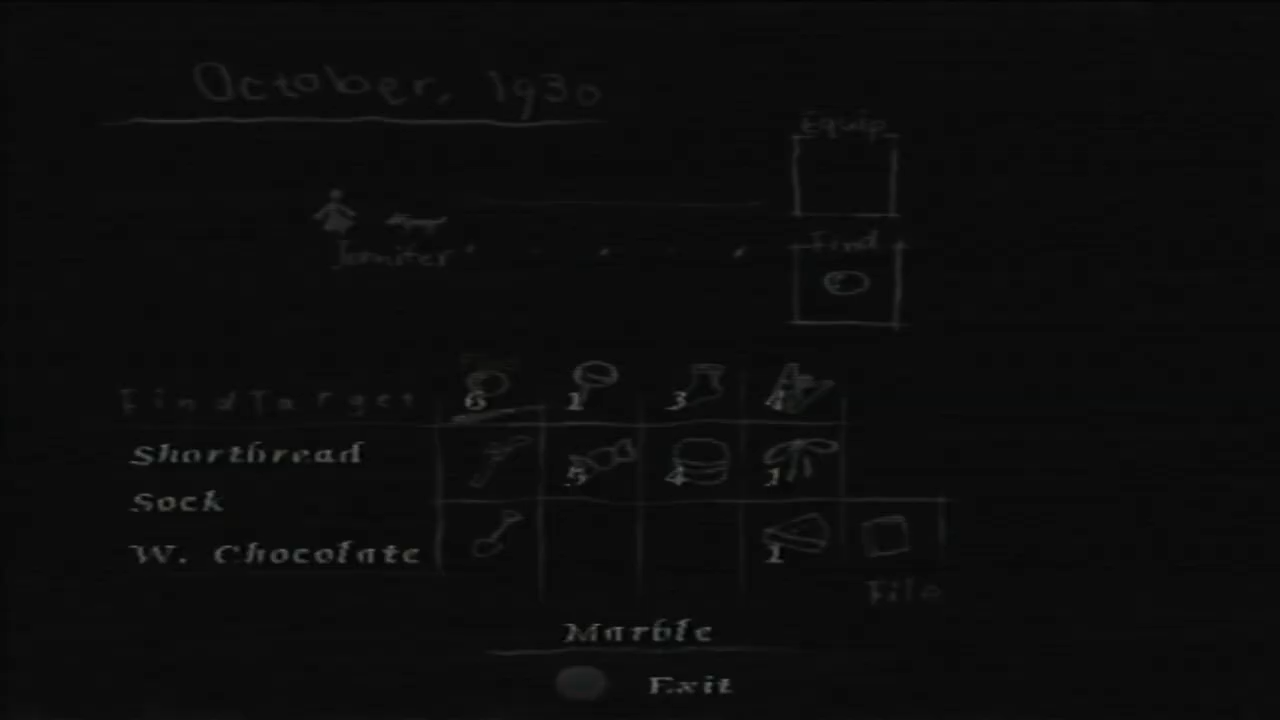 October, 1930
Equip
Jennifer
Find
6 1 3 4
Find Target
Shortbread
5 4 1
Sock
W. Chocolate
1
File
Marble
Exit